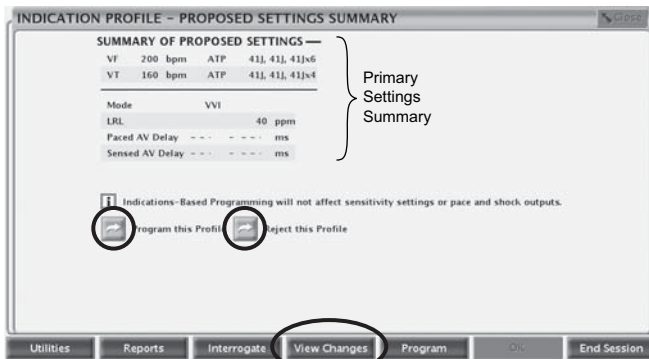 INDICATION PROFILE – PROPOSED SETTINGS SUMMARY
Close
SUMMARY OF PROPOSED SETTINGS —
VF 200 bpm ATP 41J, 41J, 41Jx6
VT 160 bpm ATP 41J, 41J, 41Jx4
Mode VVI
LRL 40 ppm
Paced AV Delay - - - - - - - ms
Sensed AV Delay - - - - - - - ms
Primary
Settings
Summary
i Indications-Based Programming will not affect sensitivity settings or pace and shock outputs.
Program this Profile Reject this Profile
Utilities Reports Interrogate View Changes Program OK End Session